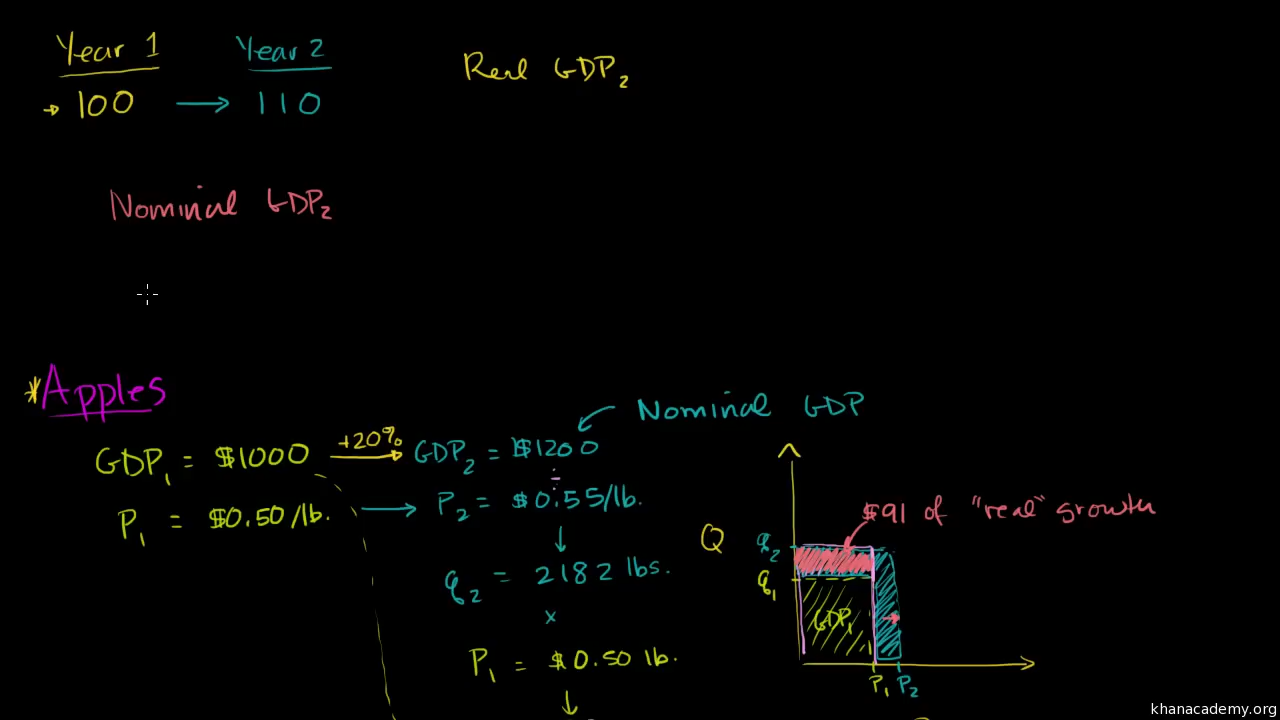 Year 1 Year 2
→ 100 → 110
Real GDP₂
Nominal GDP₂
*Apples
Nominal GDP
GDP₁ = $1000 +20% → GDP₂ = $1200
÷
P₁ = $0.50/lb. → P₂ = $0.55/lb.
↓
q₂ = 2182 lbs.
x
P₁ = $0.50 lb.
↓
$91 of "real" growth
Q
q₂
q₁
GDP₁
P₁ P₂
khanacademy.org